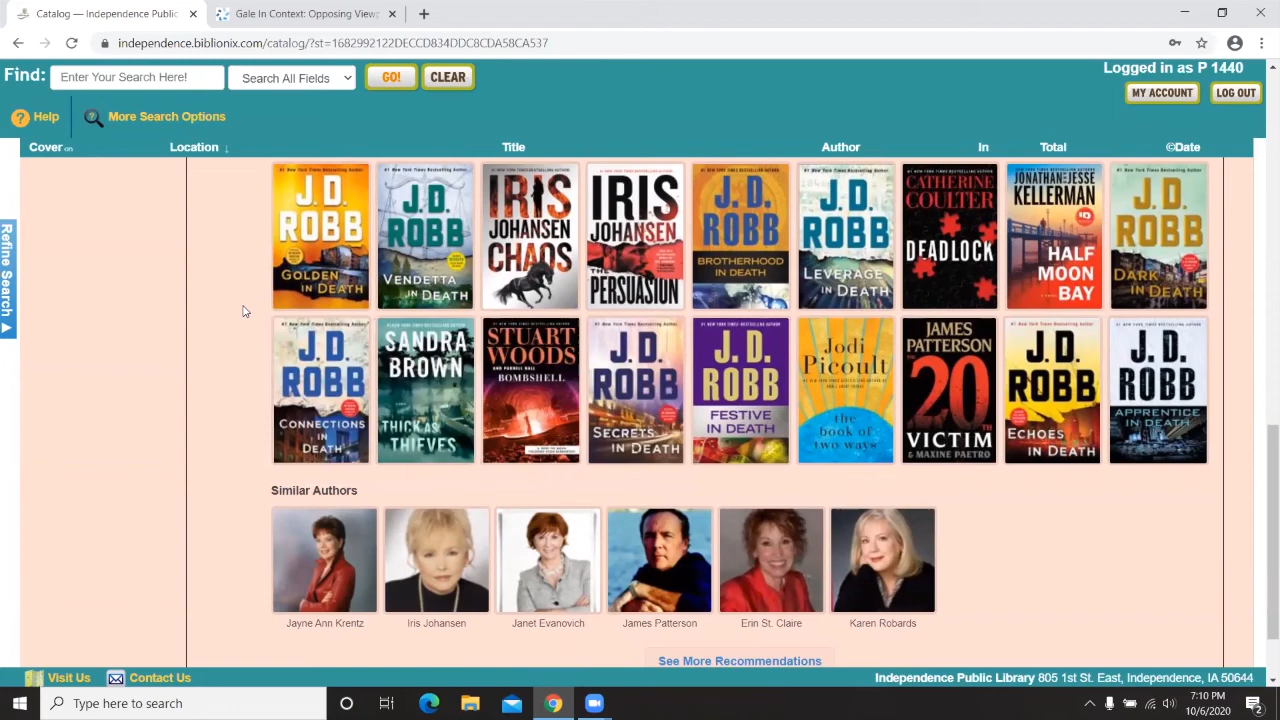 Catalog — Independence Public
Gale In Context: Opposing View
independence.biblionix.com/catalog/?st=1682992122DECCD834DDC8CDA58CA537
Find:
Enter Your Search Here!
Search All Fields
GO!
CLEAR
Logged in as P 1440
MY ACCOUNT
LOG OUT
Help
More Search Options
Cover on
Location ↓
Title
Author
In
Total
©Date
Refine Search
J.D.
ROBB
GOLDEN
IN DEATH
J.D.
ROBB
VENDETTA
IN DEATH
IRIS
JOHANSEN
CHAOS
IRIS
JOHANSEN
THE
PERSUASION
J.D.
ROBB
BROTHERHOOD
IN DEATH
J.D.
ROBB
LEVERAGE
IN DEATH
CATHERINE
COULTER
DEADLOCK
JONATHAN AND JESSE
KELLERMAN
HALF
MOON
BAY
J.D.
ROBB
DARK
IN DEATH
J.D.
ROBB
CONNECTIONS
IN
DEATH
SANDRA
BROWN
THICK AS
THIEVES
STUART
WOODS
AND PARNELL HALL
BOMBSHELL
J.D.
ROBB
SECRETS
IN DEATH
J.D.
ROBB
FESTIVE
IN DEATH
Jodi
Picoult
the
book of
two ways
JAMES
PATTERSON
THE
20TH
VICTIM
& MAXINE PAETRO
J.D.
ROBB
ECHOES
IN DEATH
J.D.
ROBB
APPRENTICE
IN DEATH
Similar Authors
Jayne Ann Krentz
Iris Johansen
Janet Evanovich
James Patterson
Erin St. Claire
Karen Robards
See More Recommendations
Visit Us
Contact Us
Independence Public Library 805 1st St. East, Independence, IA 50644
Type here to search
7:10 PM
10/6/2020
2